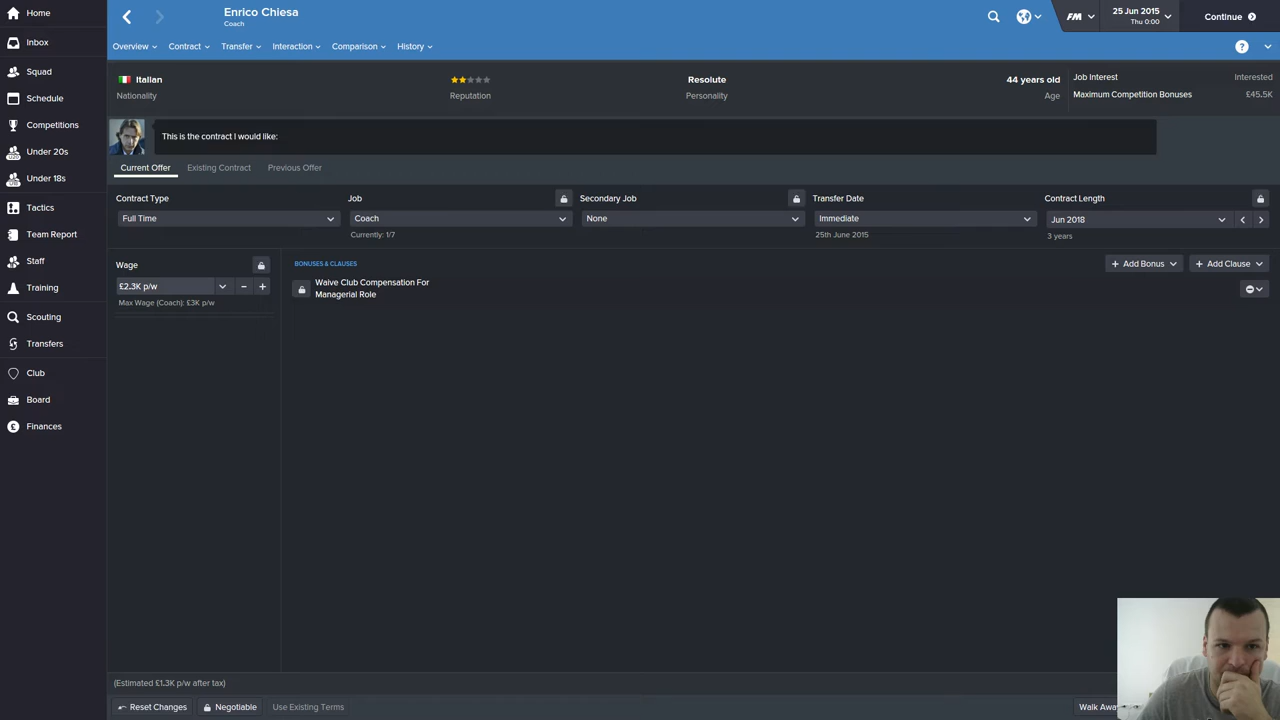 Home
Enrico Chiesa
Coach
FM
25 Jun 2015
Thu 0:00
Continue
Inbox
Overview
Contract
Transfer
Interaction
Comparison
History
?
Squad
Schedule
Competitions
Under 20s
Under 18s
Tactics
Team Report
Staff
Training
Scouting
Transfers
Club
Board
Finances
Italian
Nationality
Reputation
Resolute
Personality
44 years old
Age
Job Interest
Interested
Maximum Competition Bonuses
£45.5K
This is the contract I would like:
Current Offer
Existing Contract
Previous Offer
Contract Type
Full Time
Job
Coach
Currently: 1/7
Secondary Job
None
Transfer Date
Immediate
25th June 2015
Contract Length
Jun 2018
3 years
Wage
£2.3K p/w
Max Wage (Coach): £3K p/w
BONUSES & CLAUSES
Add Bonus
Add Clause
Waive Club Compensation For
Managerial Role
(Estimated £1.3K p/w after tax)
Reset Changes
Negotiable
Use Existing Terms
Walk Away